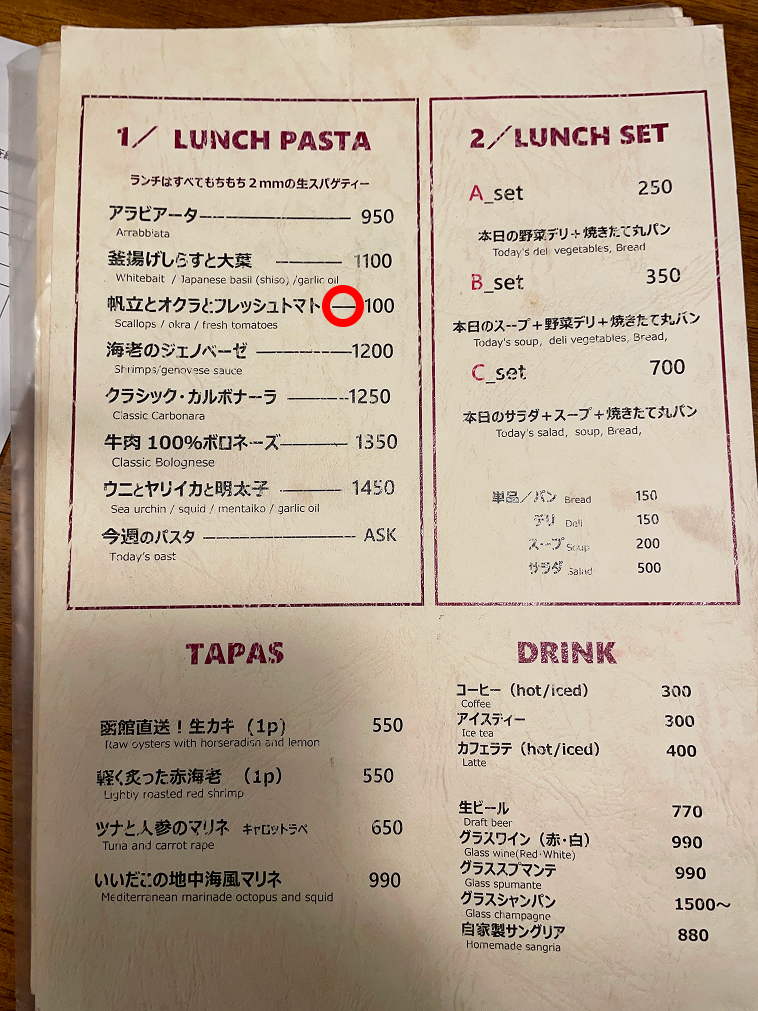 1/ LUNCH PASTA
ランチはすべてもちもち2mmの生スパゲティー
アラビアータ―――――― 950
Arrabbiata
釜揚げしらすと大葉 ――― 1100
Whitebait / Japanese basil (shiso) /garlic oil
帆立とオクラとフレッシュトマト ―100
Scallops / okra / fresh tomatoes
海老のジェノベーゼ ――――1200
Shrimps/genovese sauce
クラシック・カルボナーラ ―――1250
Classic Carbonara
牛肉 100%ボロネーズ――― 1350
Classic Bolognese
ウニとヤリイカと明太子 ――― 1450
Sea urchin / squid / mentaiko / garlic oil
今週のパスタ ――――――― ASK
Today's past
2/LUNCH SET
A_set 250
本日の野菜デリ+焼きたて丸パン
Today's deli vegetables, Bread
B_set 350
本日のスープ+野菜デリ+焼きたて丸パン
Today's soup, deli vegetables, Bread,
C_set 700
本日のサラダ+スープ+焼きたて丸パン
Today's salad, soup, Bread,
単品/パン Bread 150
デリ Deli 150
スープ Soup 200
サラダ Salad 500
TAPAS
函館直送!生カキ (1p) 550
Raw oysters with horseradish and lemon
軽く炙った赤海老 (1p) 550
Lightly roasted red shrimp
ツナと人参のマリネ キャロットラペ 650
Tuna and carrot rape
いいだこの地中海風マリネ 990
Mediterranean marinade octopus and squid
DRINK
コーヒー(hot/iced) 300
Coffee
アイスティー 300
Ice tea
カフェラテ(hot/iced) 400
Latte
生ビール 770
Draft beer
グラスワイン(赤・白) 990
Glass wine(Red・White)
グラススプマンテ 990
Glass spumante
グラスシャンパン 1500～
Glass champagne
自家製サングリア 880
Homemade sangria